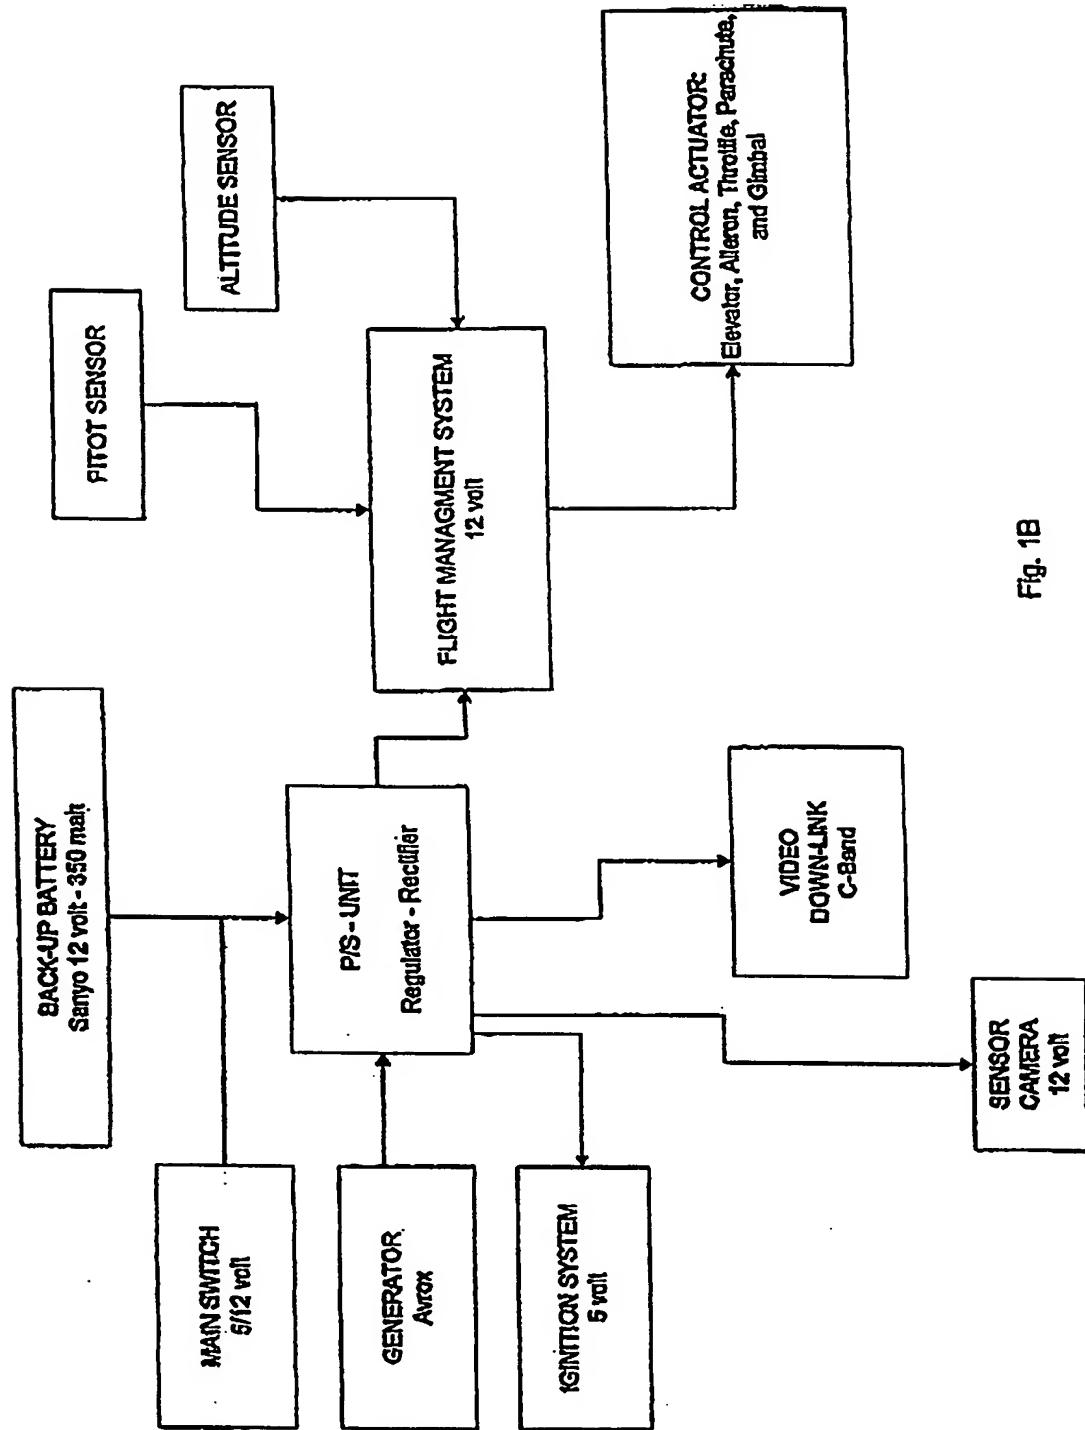 BACK-UP BATTERY
Sanyo 12 volt - 350 mah
PITOT SENSOR
ALTITUDE SENSOR
MAIN SWITCH
5/12 volt
GENERATOR
Avrox
IGINITION SYSTEM
5 volt
P/S - UNIT
Regulator - Rectifier
FLIGHT MANAGMENT SYSTEM
12 volt
CONTROL ACTUATOR:
Elevator, Aileron, Throttle, Parachute,
and Gimbal
VIDEO
DOWN-LINK
C-Band
SENSOR
CAMERA
12 volt
Fig. 1B